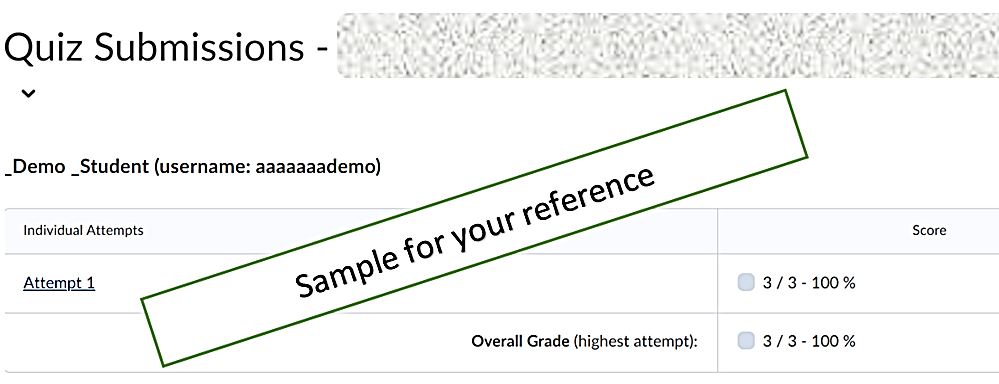 Quiz Submissions -
_Demo _Student (username: aaaaaaademo)
Individual Attempts Score
Sample for your reference
Attempt 1 3 / 3 - 100 %
Overall Grade (highest attempt): 3 / 3 - 100 %